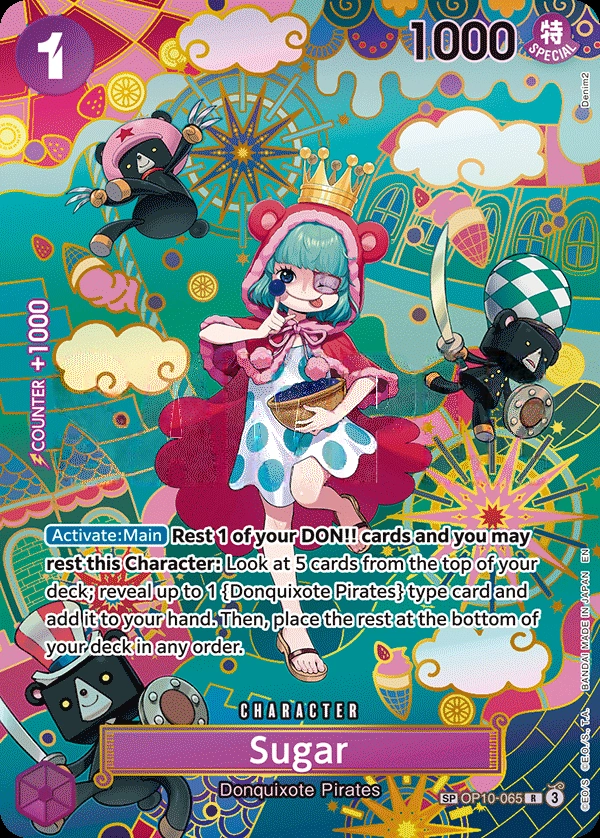 1
1000
特
SPECIAL
Denim2
COUNTER +1000
Activate:Main Rest 1 of your DON!! cards and you may
rest this Character: Look at 5 cards from the top of your
deck; reveal up to 1 {Donquixote Pirates} type card and
add it to your hand. Then, place the rest at the bottom of
your deck in any order.
CHARACTER
Sugar
Donquixote Pirates
SP OP10-065 R 3
©E.O./S., T.A. BANDAI MADE IN JAPAN EN